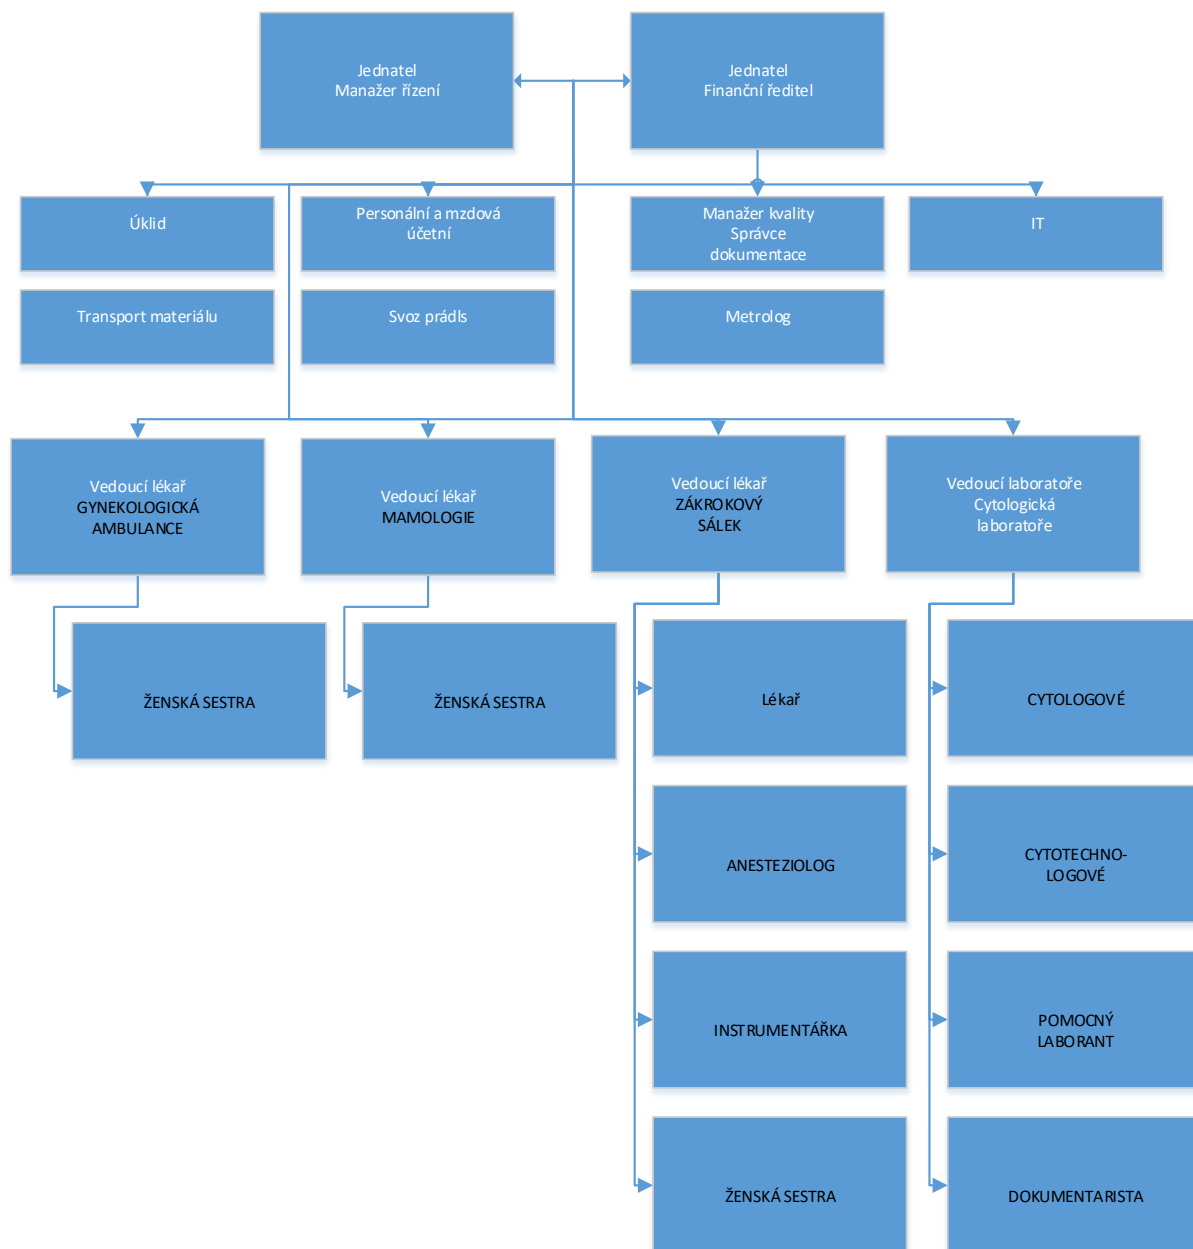 Jednatel
Manažer řízení
Jednatel
Finanční ředitel
Úklid
Personální a mzdová
účetní
Manažer kvality
Správce
dokumentace
IT
Transport materiálu
Svoz prádls
Metrolog
Vedoucí lékař
GYNEKOLOGICKÁ
AMBULANCE
Vedoucí lékař
MAMOLOGIE
Vedoucí lékař
ZÁKROKOVÝ
SÁLEK
Vedoucí laboratoře
Cytologická
laboratoře
ŽENSKÁ SESTRA
ŽENSKÁ SESTRA
Lékař
CYTOLOGOVÉ
ANESTEZIOLOG
CYTOTECHNO-
LOGOVÉ
INSTRUMENTÁŘKA
POMOCNÝ
LABORANT
ŽENSKÁ SESTRA
DOKUMENTARISTA